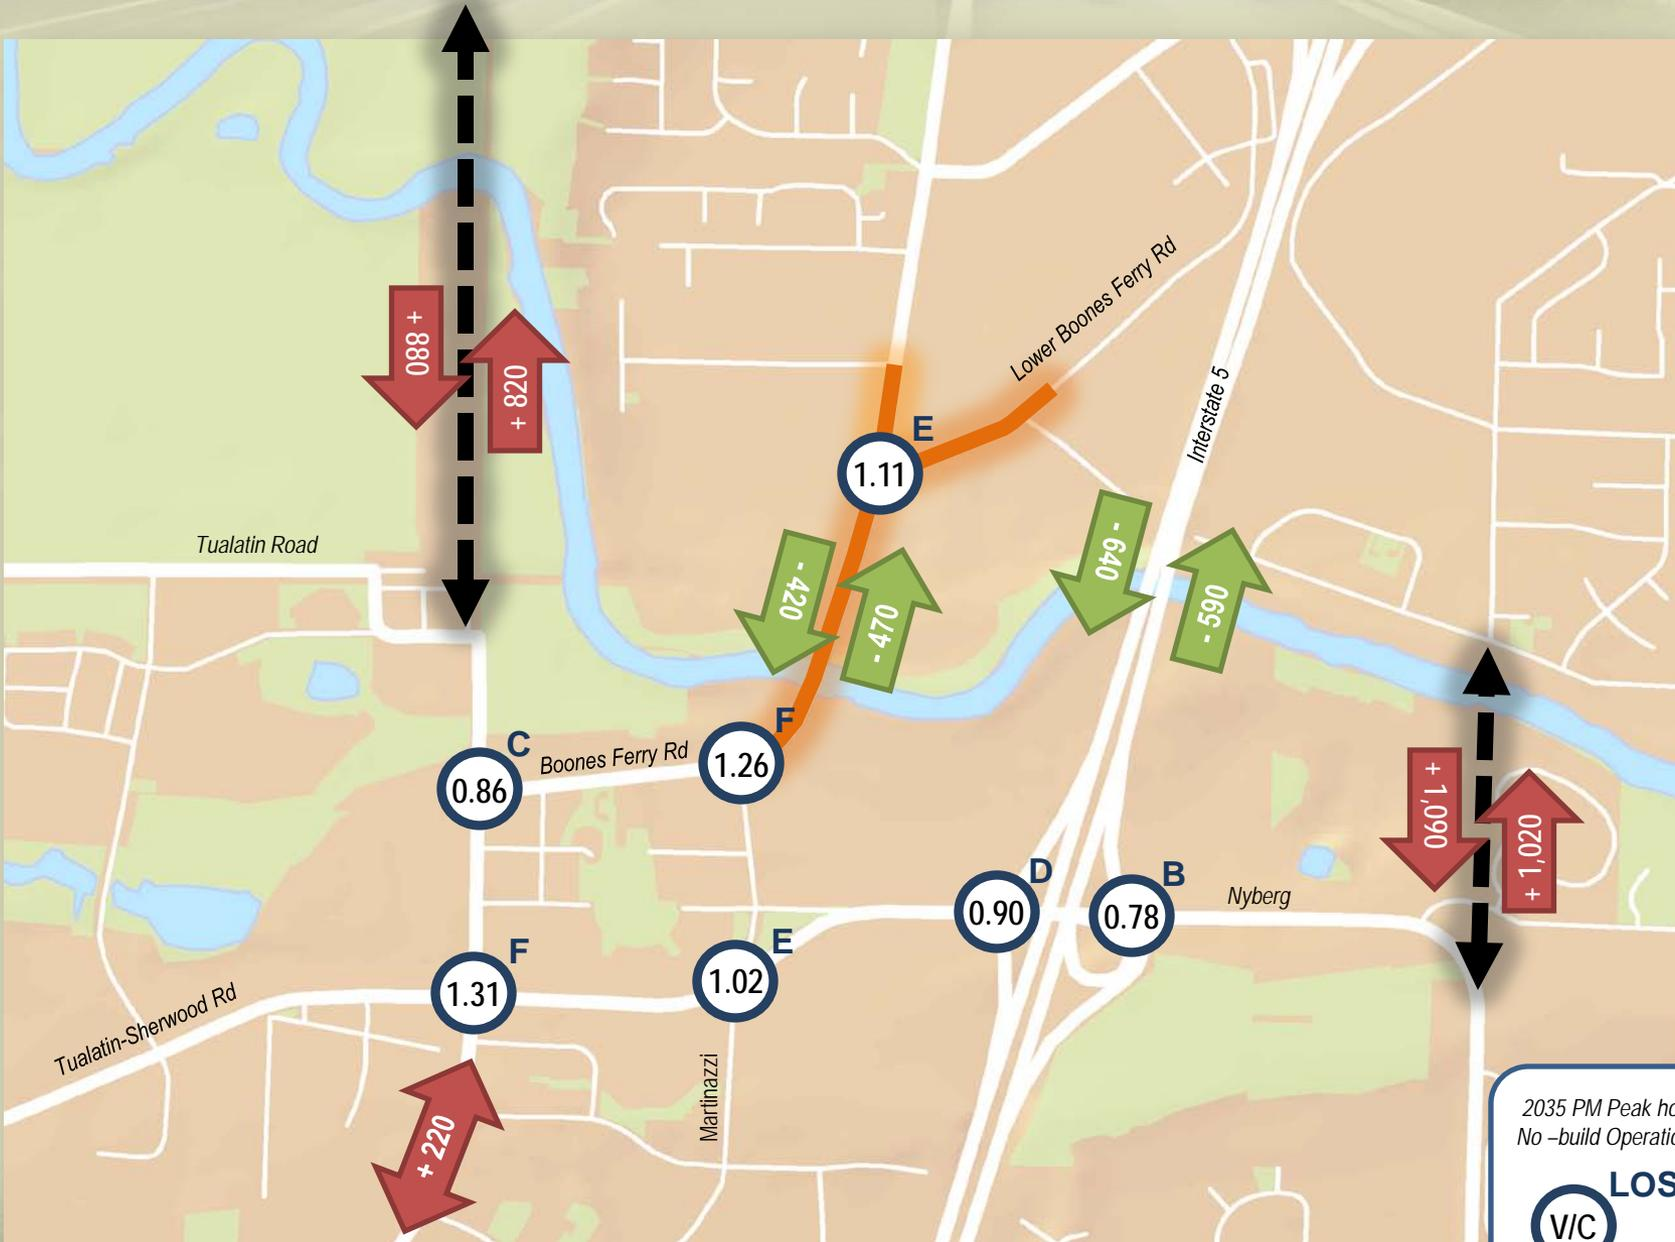 + 880
+ 820
Lower Boones Ferry Rd
Interstate 5
E
1.11
Tualatin Road
- 420
- 470
- 640
- 560
F
1.26
C
0.86
Boones Ferry Rd
+ 1,090
+ 1,020
D
0.90
B
0.78
Nyberg
F
1.31
E
1.02
Tualatin-Sherwood Rd
Martinazzi
+ 220
2035 PM Peak ho
No –build Operatio
LOS
V/C